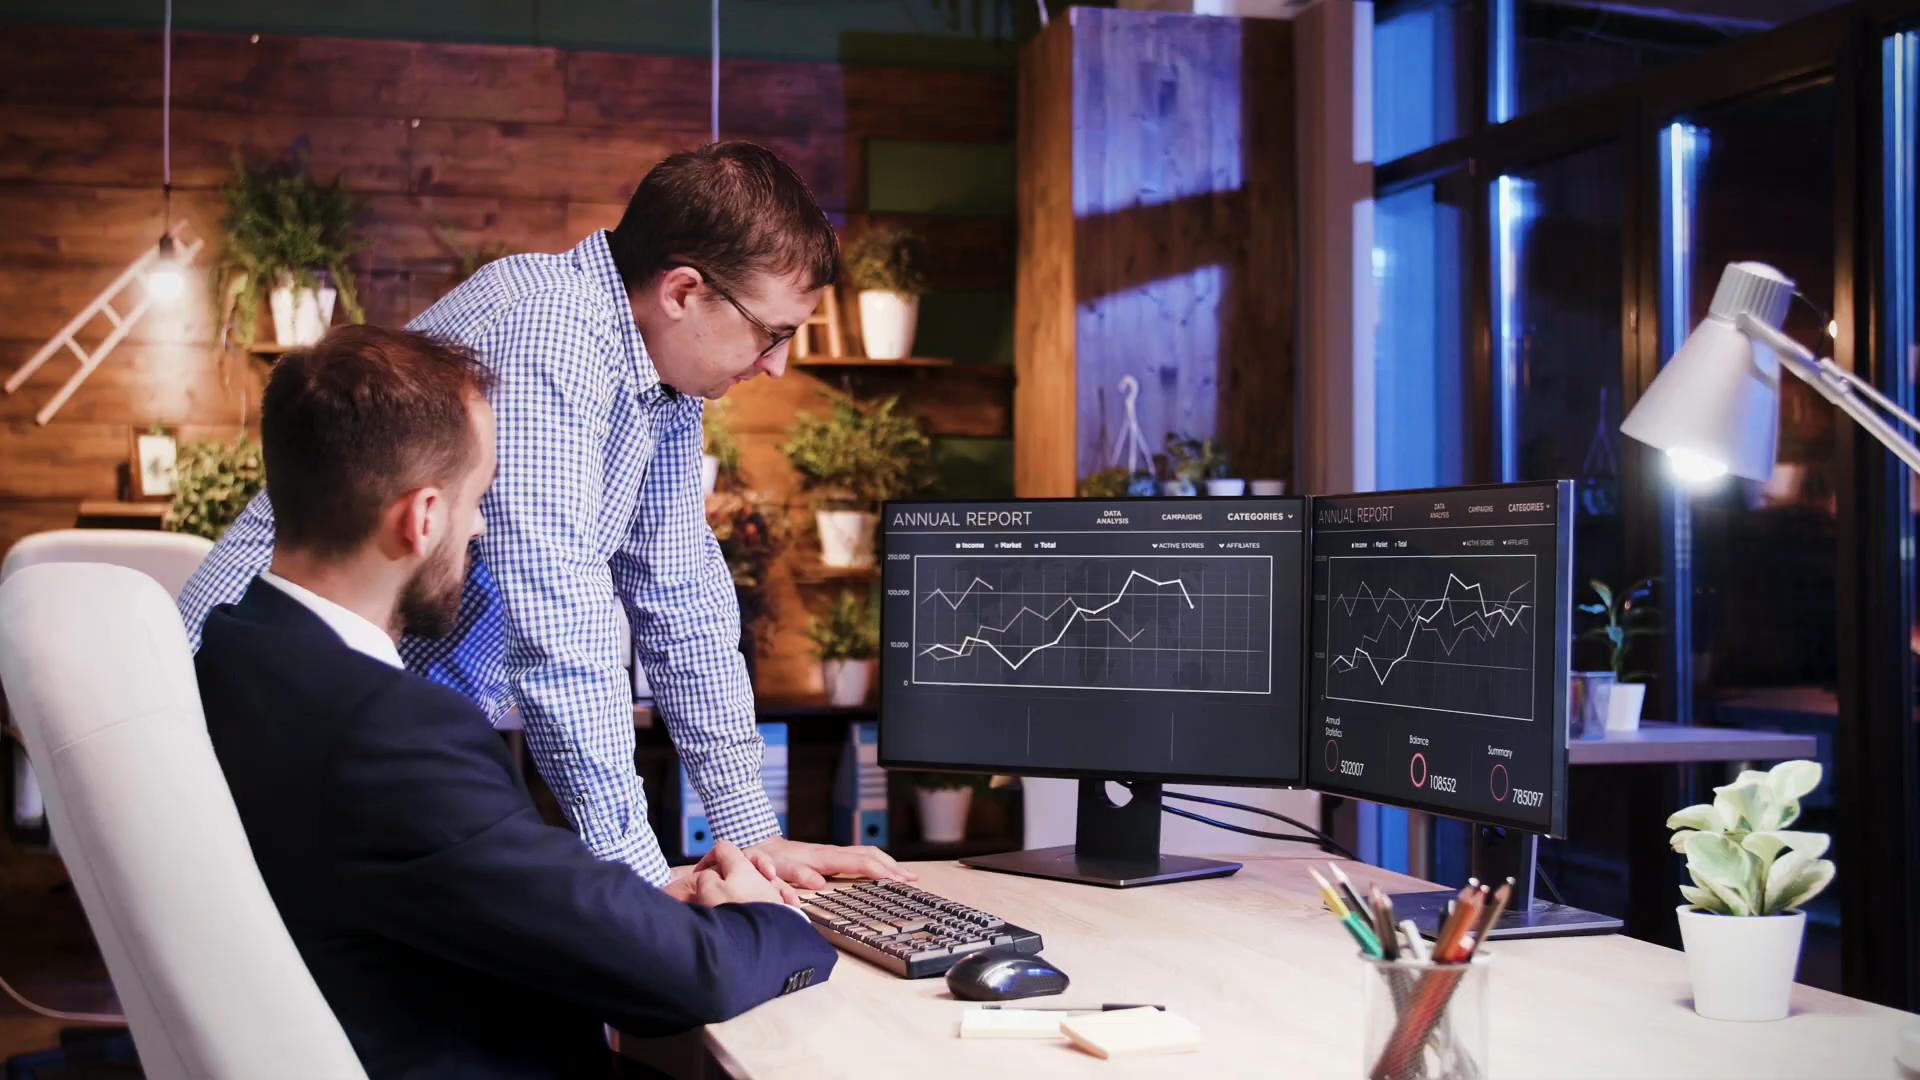 ANNUAL REPORT
DATA
ANALYSIS
CAMPAIGNS
CATEGORIES
Income Market Total
ACTIVE STORES AFFILIATES
250,000
100,000
10,000
0
ANNUAL REPORT
DATA
ANALYSIS
CAMPAIGNS
CATEGORIES
Income Market Total
ACTIVE STORES AFFILIATES
Annual
Statistics
502007
Balance
108552
Summary
785097